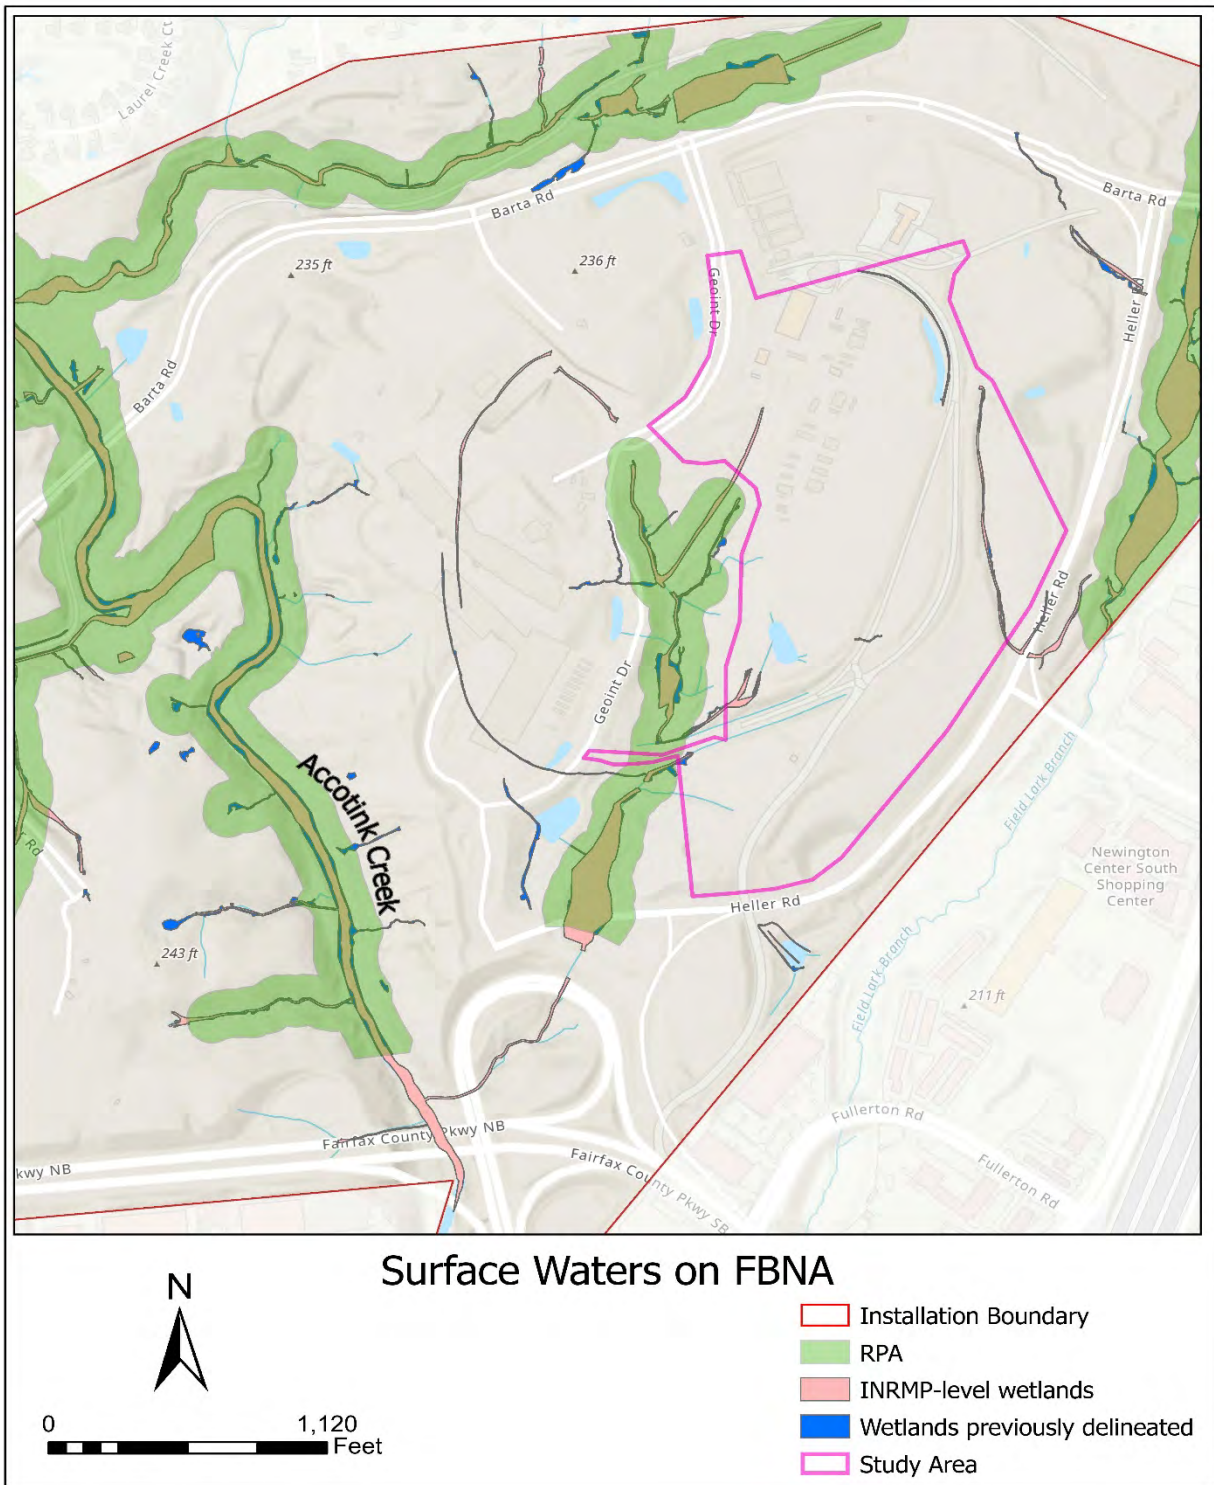 Laurel Creek Ct
Barta Rd
Barta Rd
235 ft
236 ft
Geoint Dr
Heller Rd
Barta Rd
Heller Rd
Geoint Dr
Accotink Creek
Field Lark Branch
Rd
Newington
Center South
Shopping
Center
Heller Rd
243 ft
Field Lark Branch
211 ft
Fullerton Rd
Fairfax County Pkwy NB
kwy NB
Fairfax County Pkwy SB
Fullerton Rd
Surface Waters on FBNA
N
0 1,120
Feet
Installation Boundary
RPA
INRMP-level wetlands
Wetlands previously delineated
Study Area